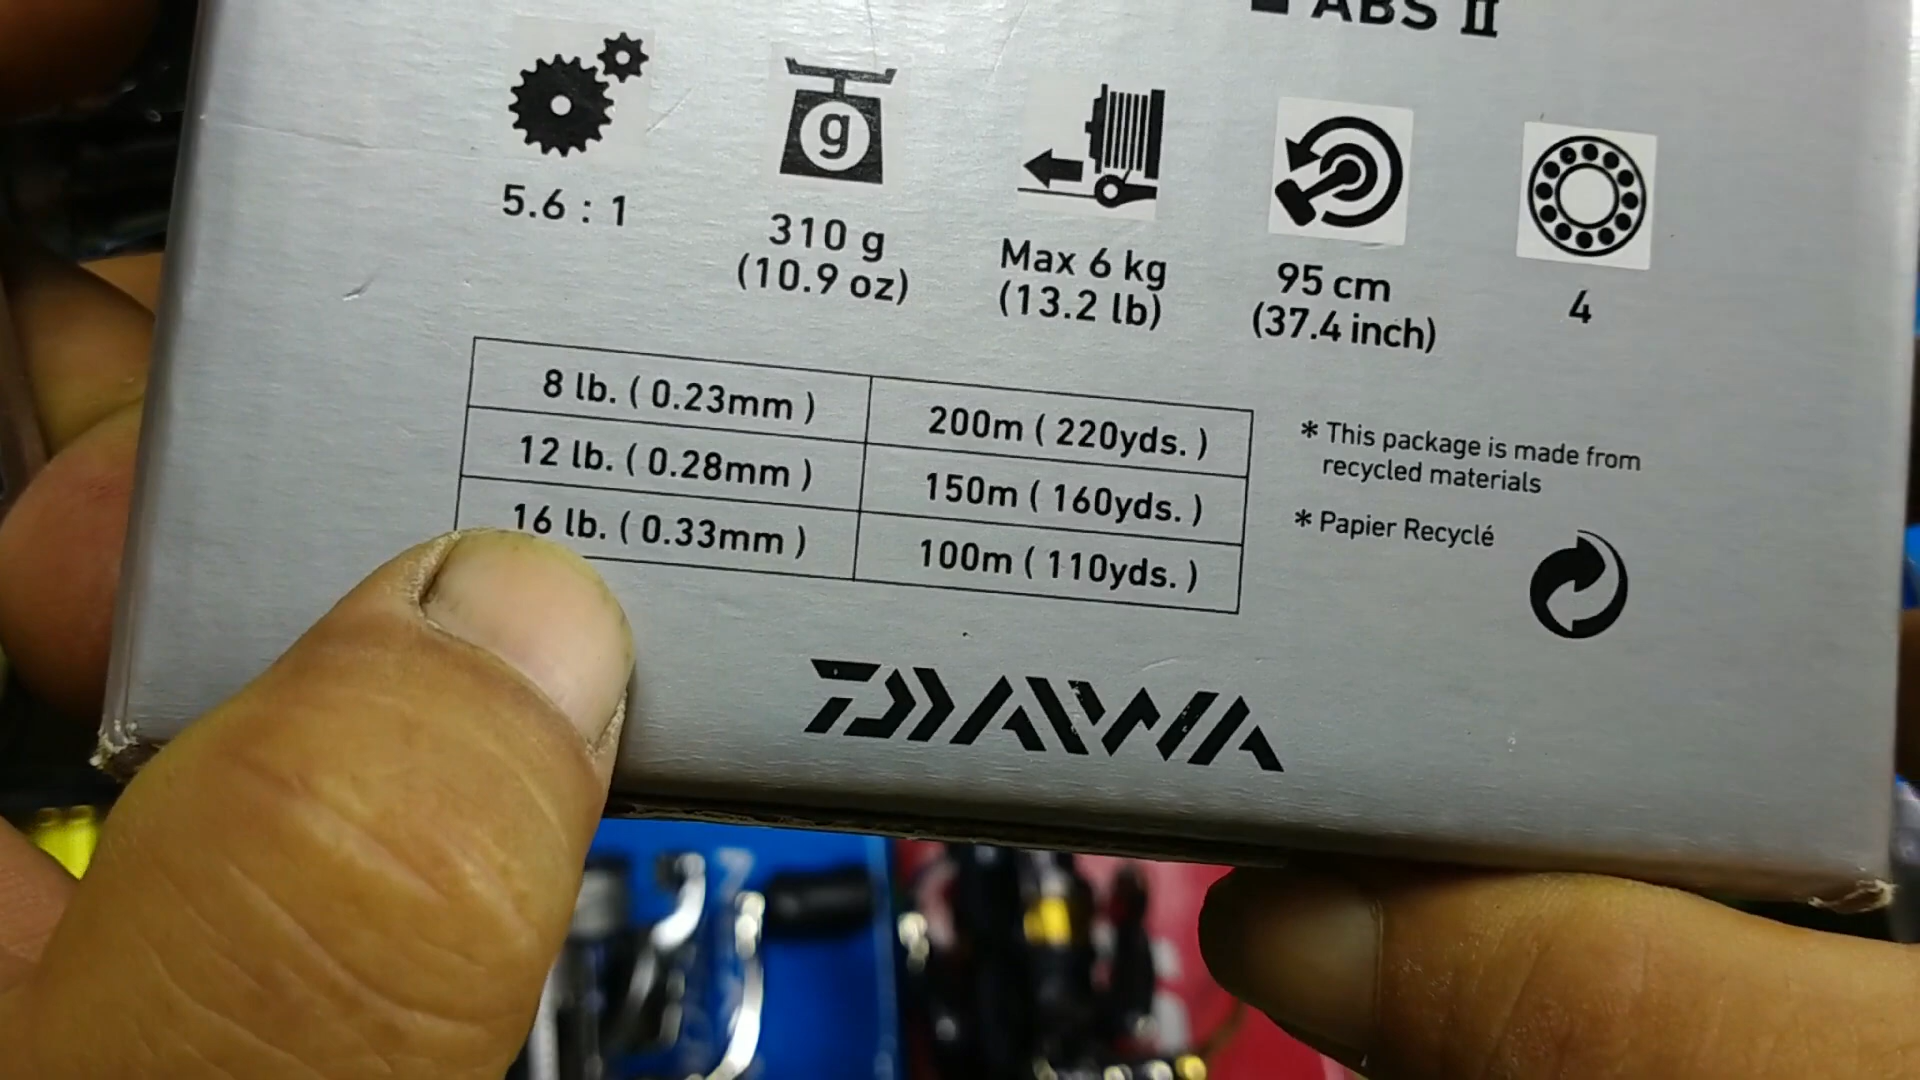 ABS II
g
5.6 : 1
310 g
(10.9 oz)
Max 6 kg
(13.2 lb)
95 cm
(37.4 inch)
4
8 lb. ( 0.23mm ) 200m ( 220yds. )
12 lb. ( 0.28mm ) 150m ( 160yds. )
16 lb. ( 0.33mm ) 100m ( 110yds. )
* This package is made from
recycled materials
* Papier Recyclé
DAIWA